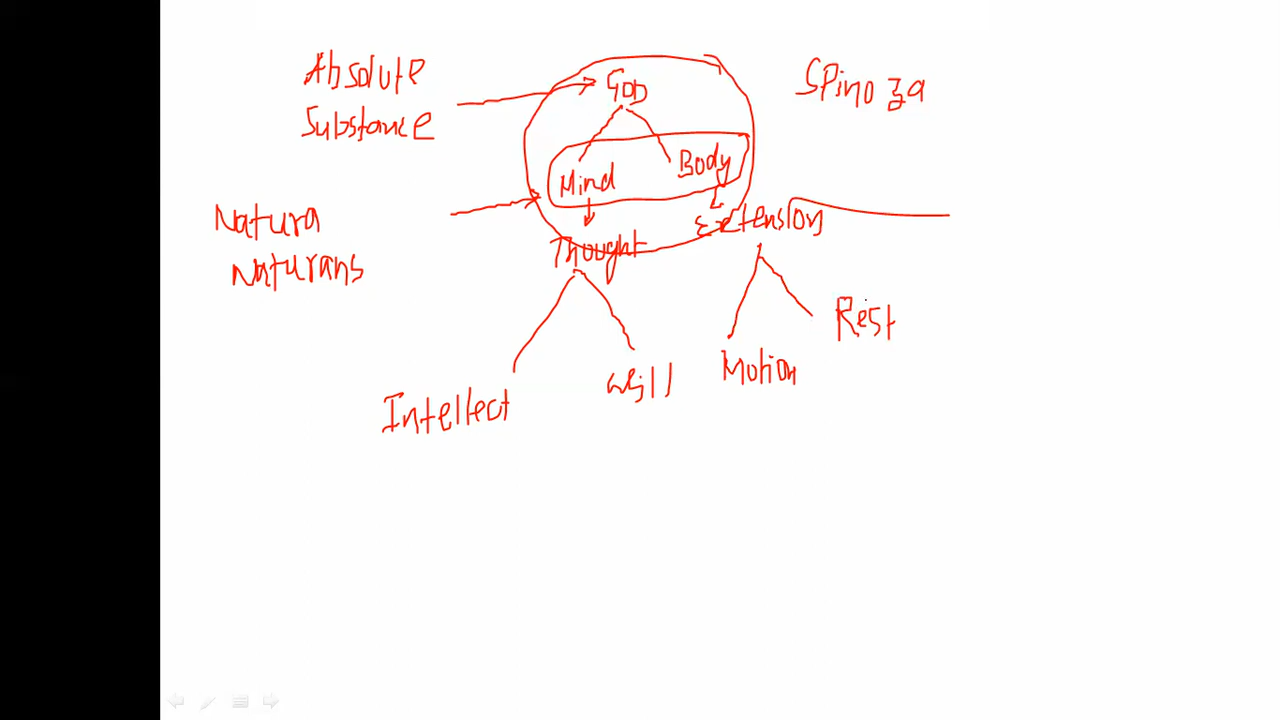 Absolute
Substance
GOD
Spinoza
Mind
Body
Natura
Naturans
Thought
Extension
Intellect
Will
Motion
Rest